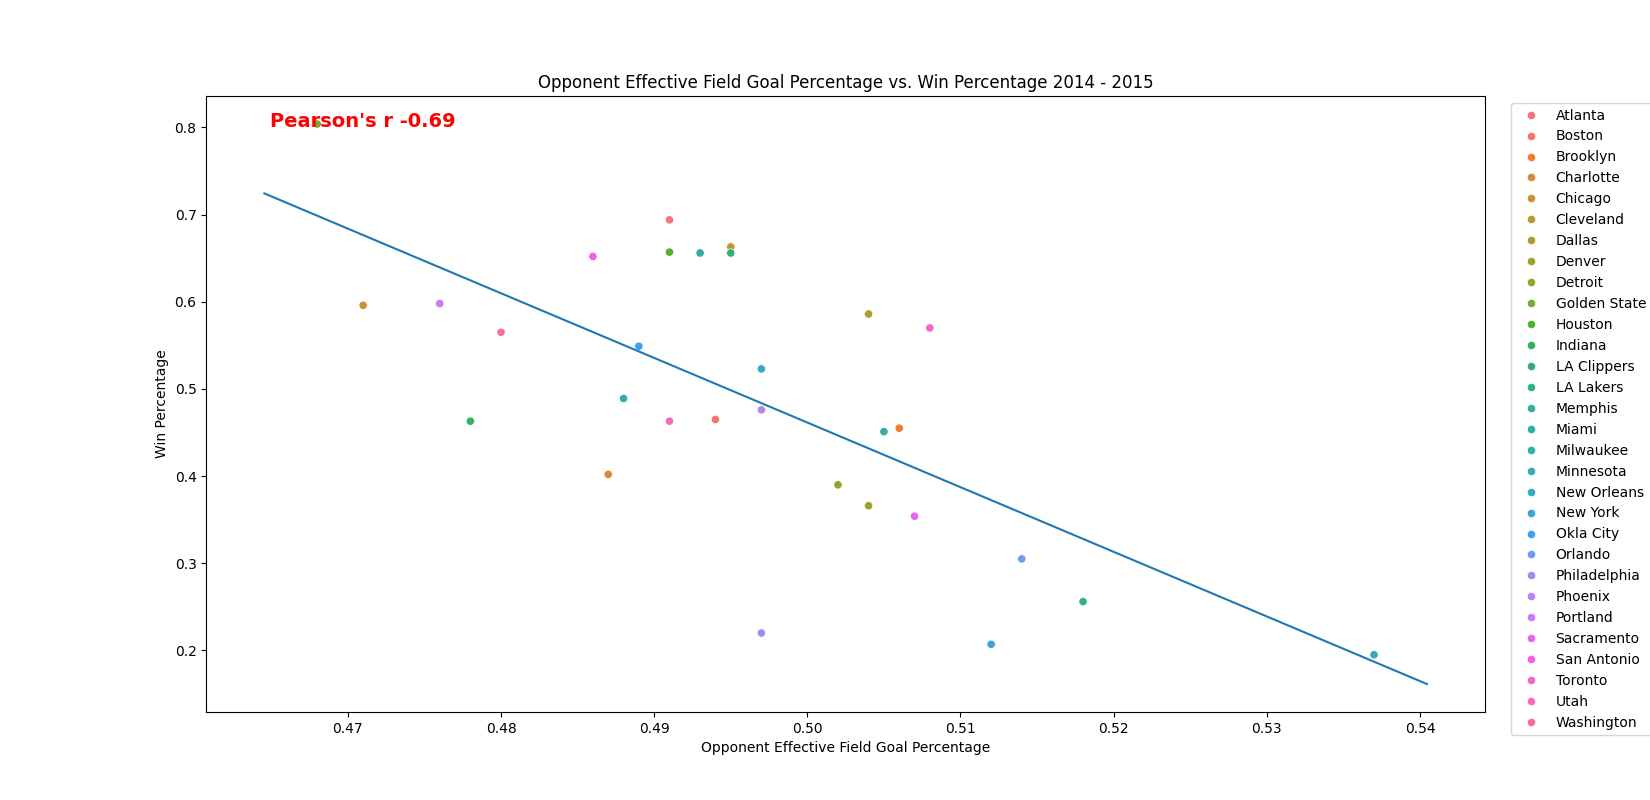 Opponent Effective Field Goal Percentage vs. Win Percentage 2014 - 2015
Pearson's r -0.69
0.8
0.7
0.6
0.5
0.4
0.3
0.2
Win Percentage
0.47 0.48 0.49 0.50 0.51 0.52 0.53 0.54
Opponent Effective Field Goal Percentage
Atlanta
Boston
Brooklyn
Charlotte
Chicago
Cleveland
Dallas
Denver
Detroit
Golden State
Houston
Indiana
LA Clippers
LA Lakers
Memphis
Miami
Milwaukee
Minnesota
New Orleans
New York
Okla City
Orlando
Philadelphia
Phoenix
Portland
Sacramento
San Antonio
Toronto
Utah
Washington